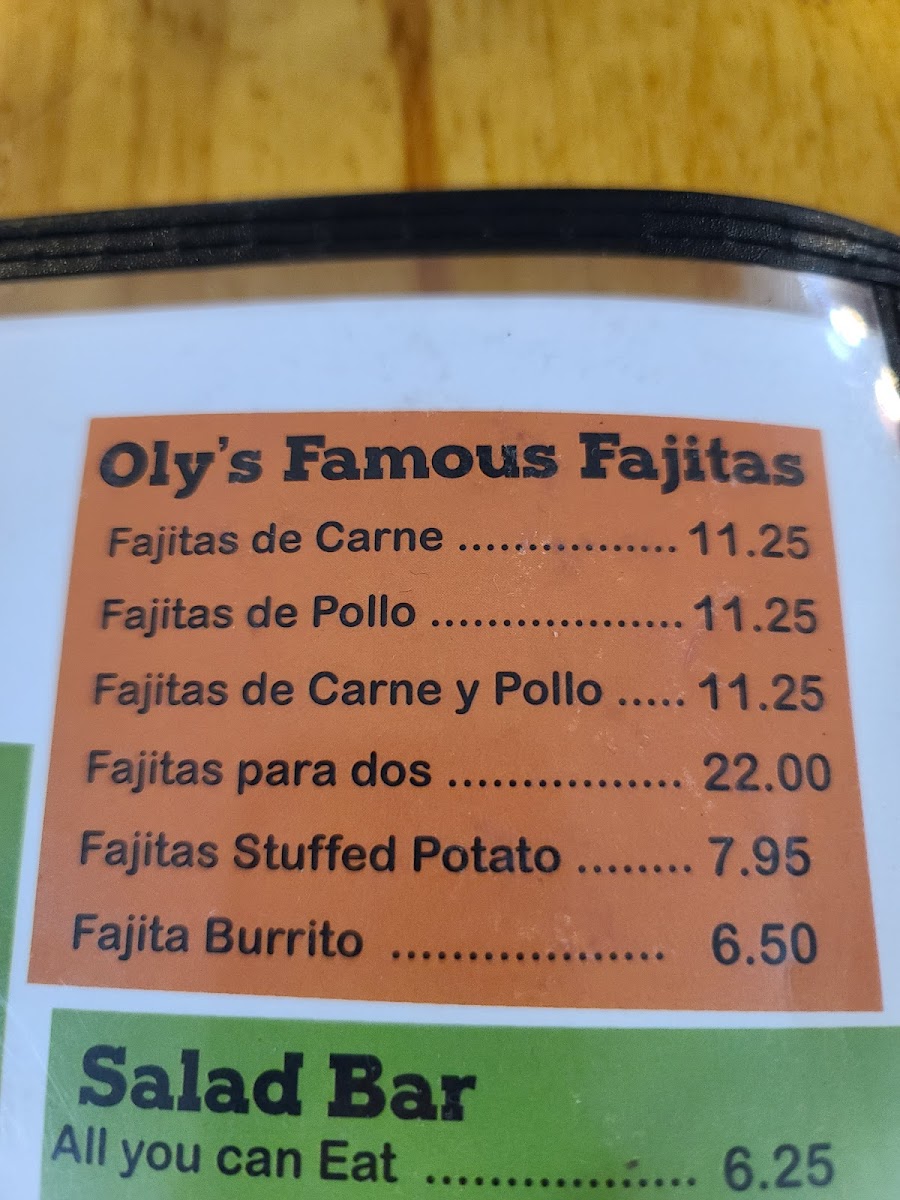 Oly's Famous Fajitas
Fajitas de Carne ................ 11.25
Fajitas de Pollo ................... 11.25
Fajitas de Carne y Pollo ..... 11.25
Fajitas para dos ................. 22.00
Fajitas Stuffed Potato ........ 7.95
Fajita Burrito .................. 6.50
Salad Bar
All you can Eat ................. 6.25